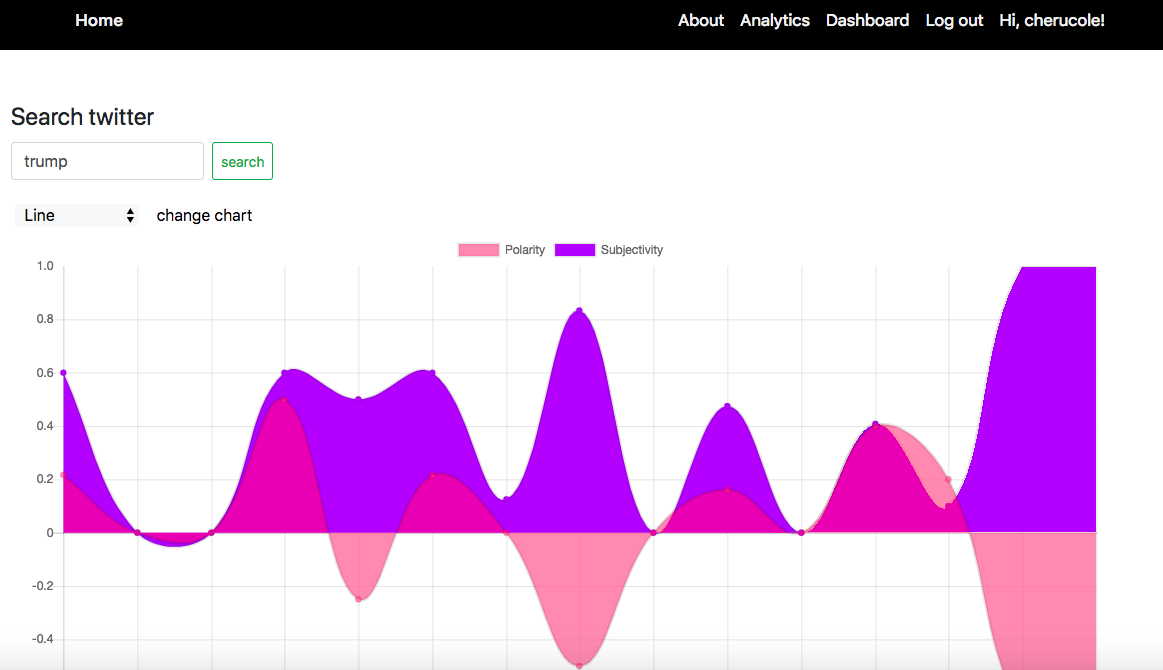 Home About Analytics Dashboard Log out Hi, cherucole!
Search twitter
trump search
Line change chart
Polarity Subjectivity
1.0
0.8
0.6
0.4
0.2
0
-0.2
-0.4